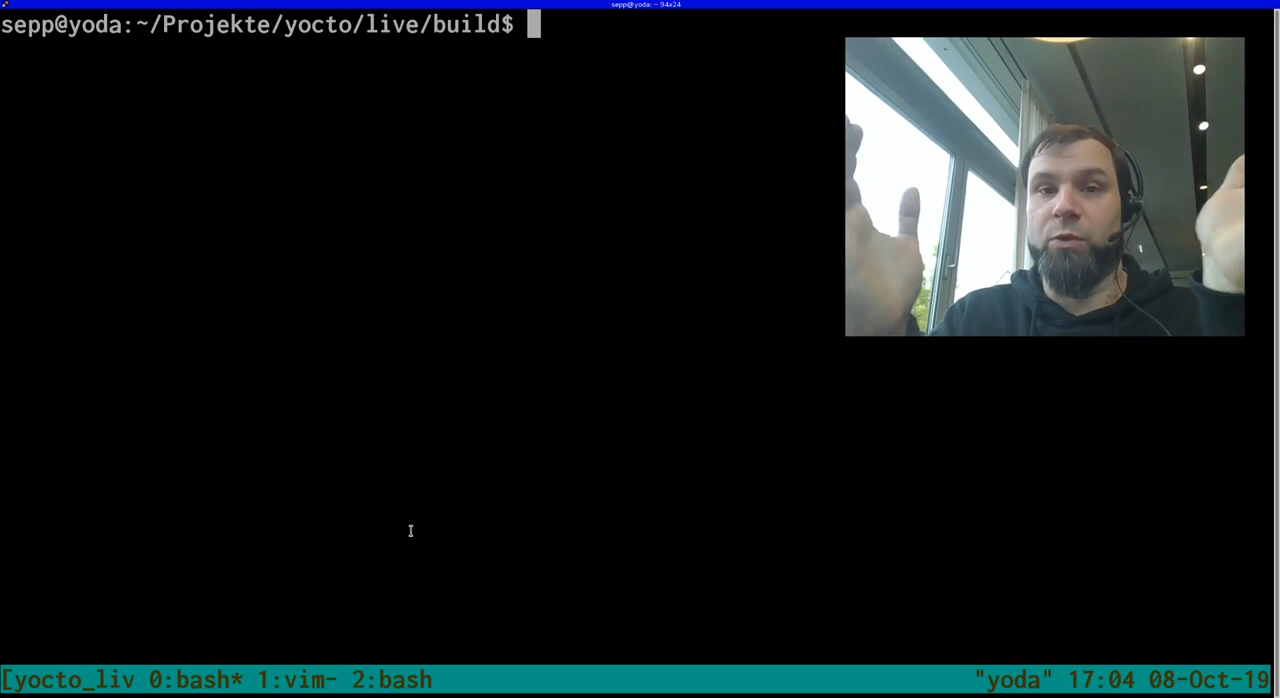 sepp@yoda: ~ 94x24
sepp@yoda:~/Projekte/yocto/live/build$
[yocto_liv 0:bash* 1:vim- 2:bash "yoda" 17:04 08-Oct-19